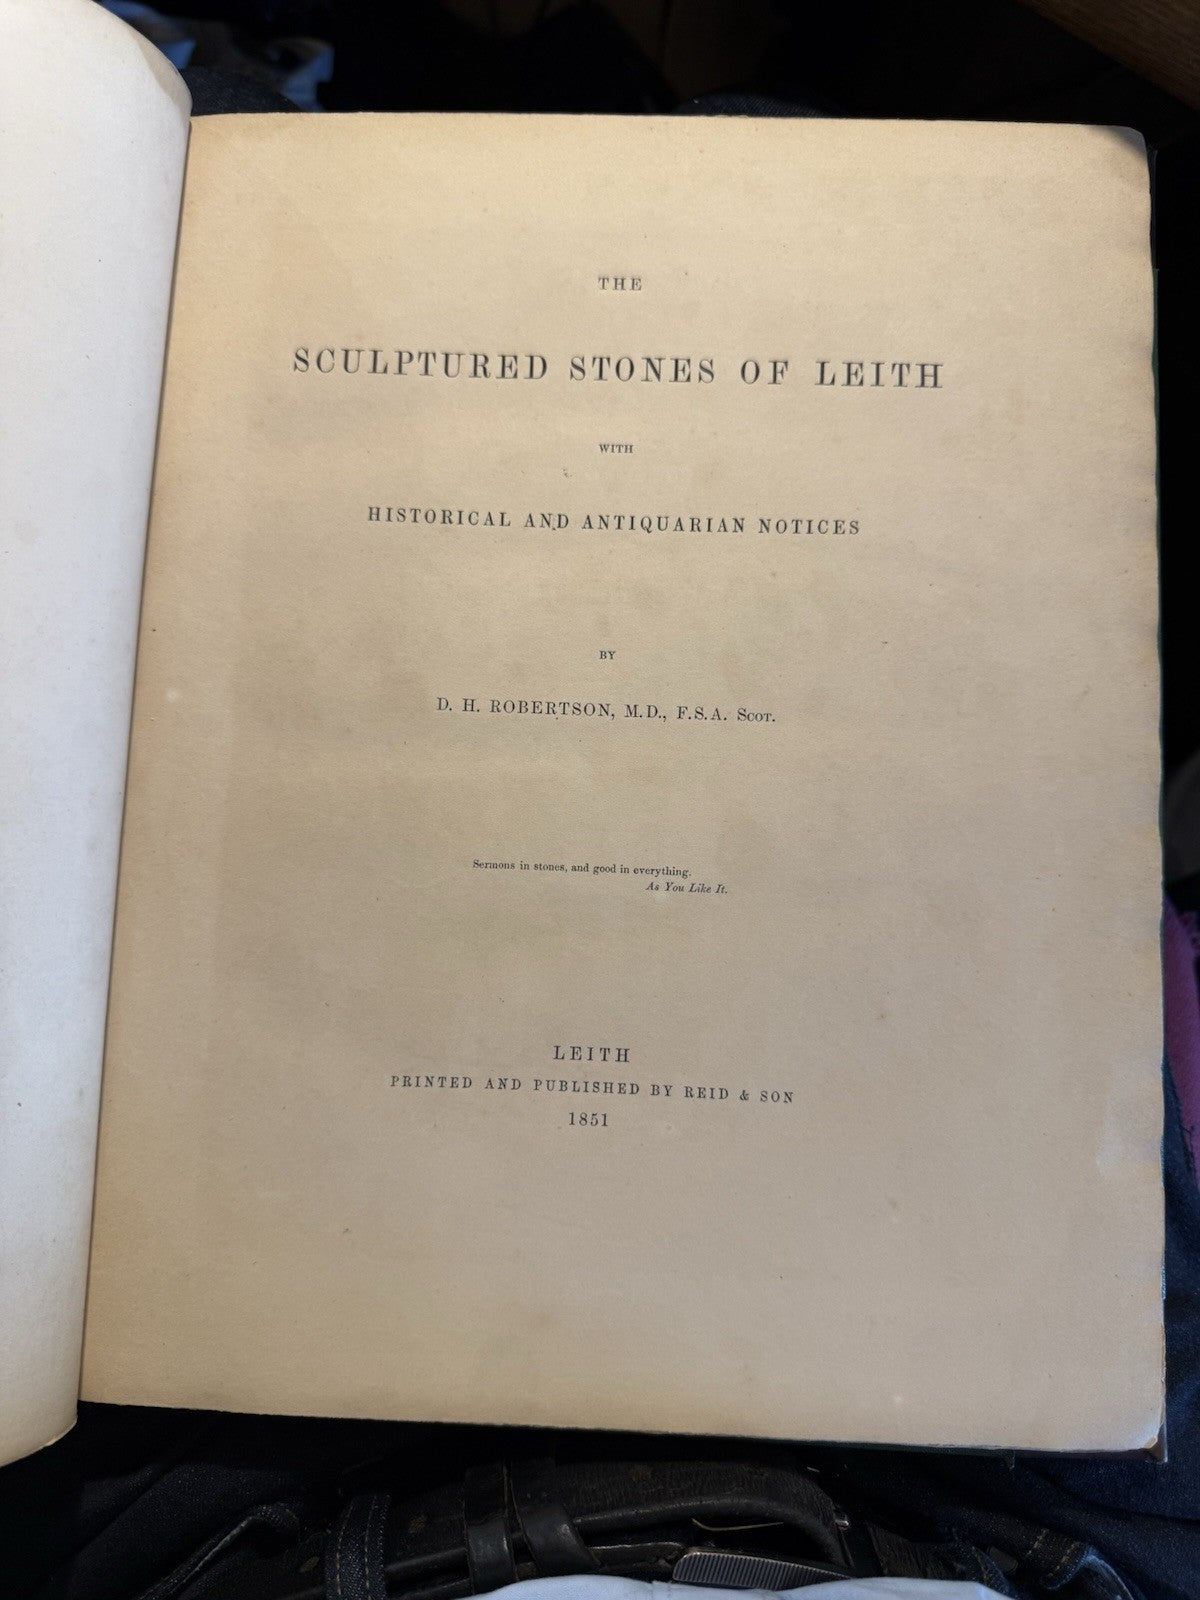 THE
SCULPTURED STONES OF LEITH
WITH
HISTORICAL AND ANTIQUARIAN NOTICES
BY
D. H. ROBERTSON, M.D., F.S.A. Scot.
Sermons in stones, and good in everything.
As You Like It.
LEITH
PRINTED AND PUBLISHED BY REID & SON
1851